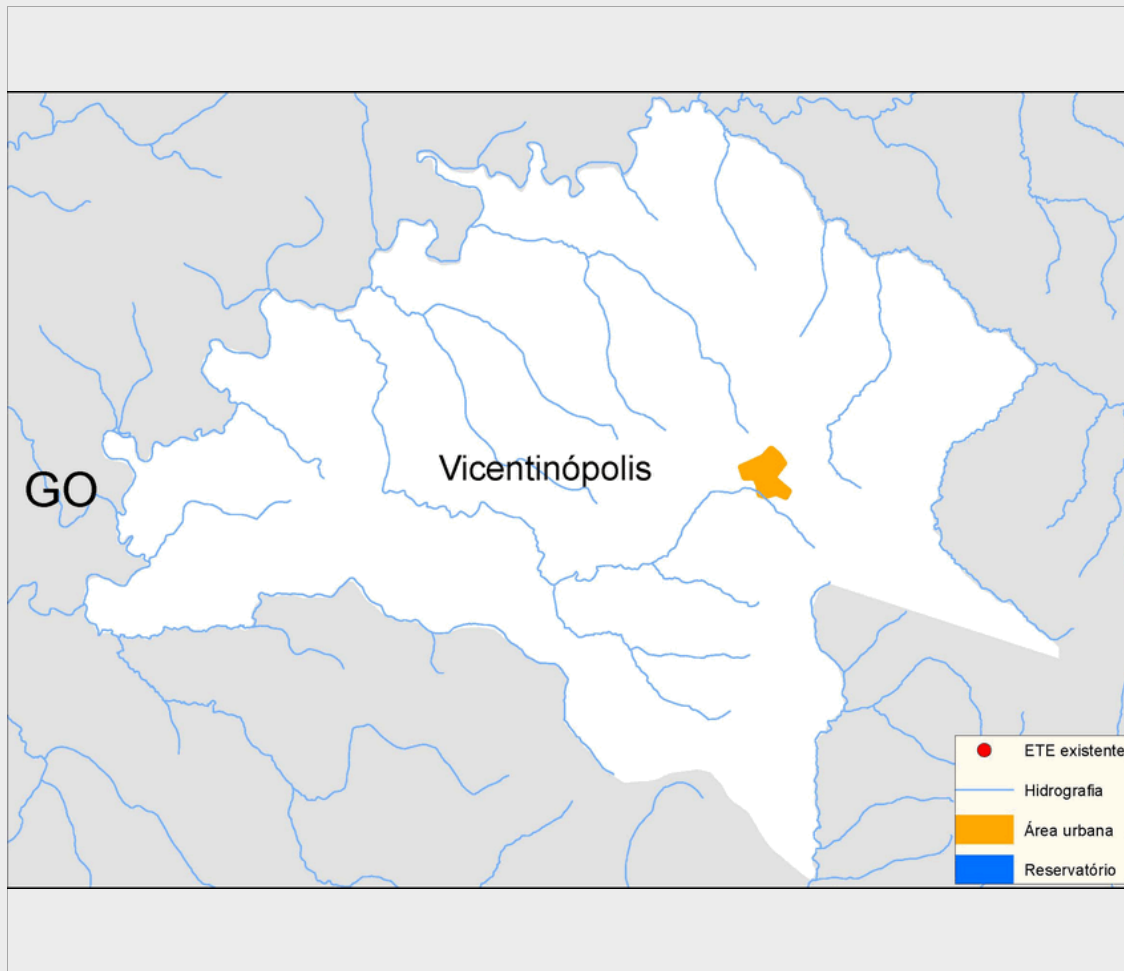 Vicentinópolis
GO
ETE existente
Hidrografia
Área urbana
Reservatório